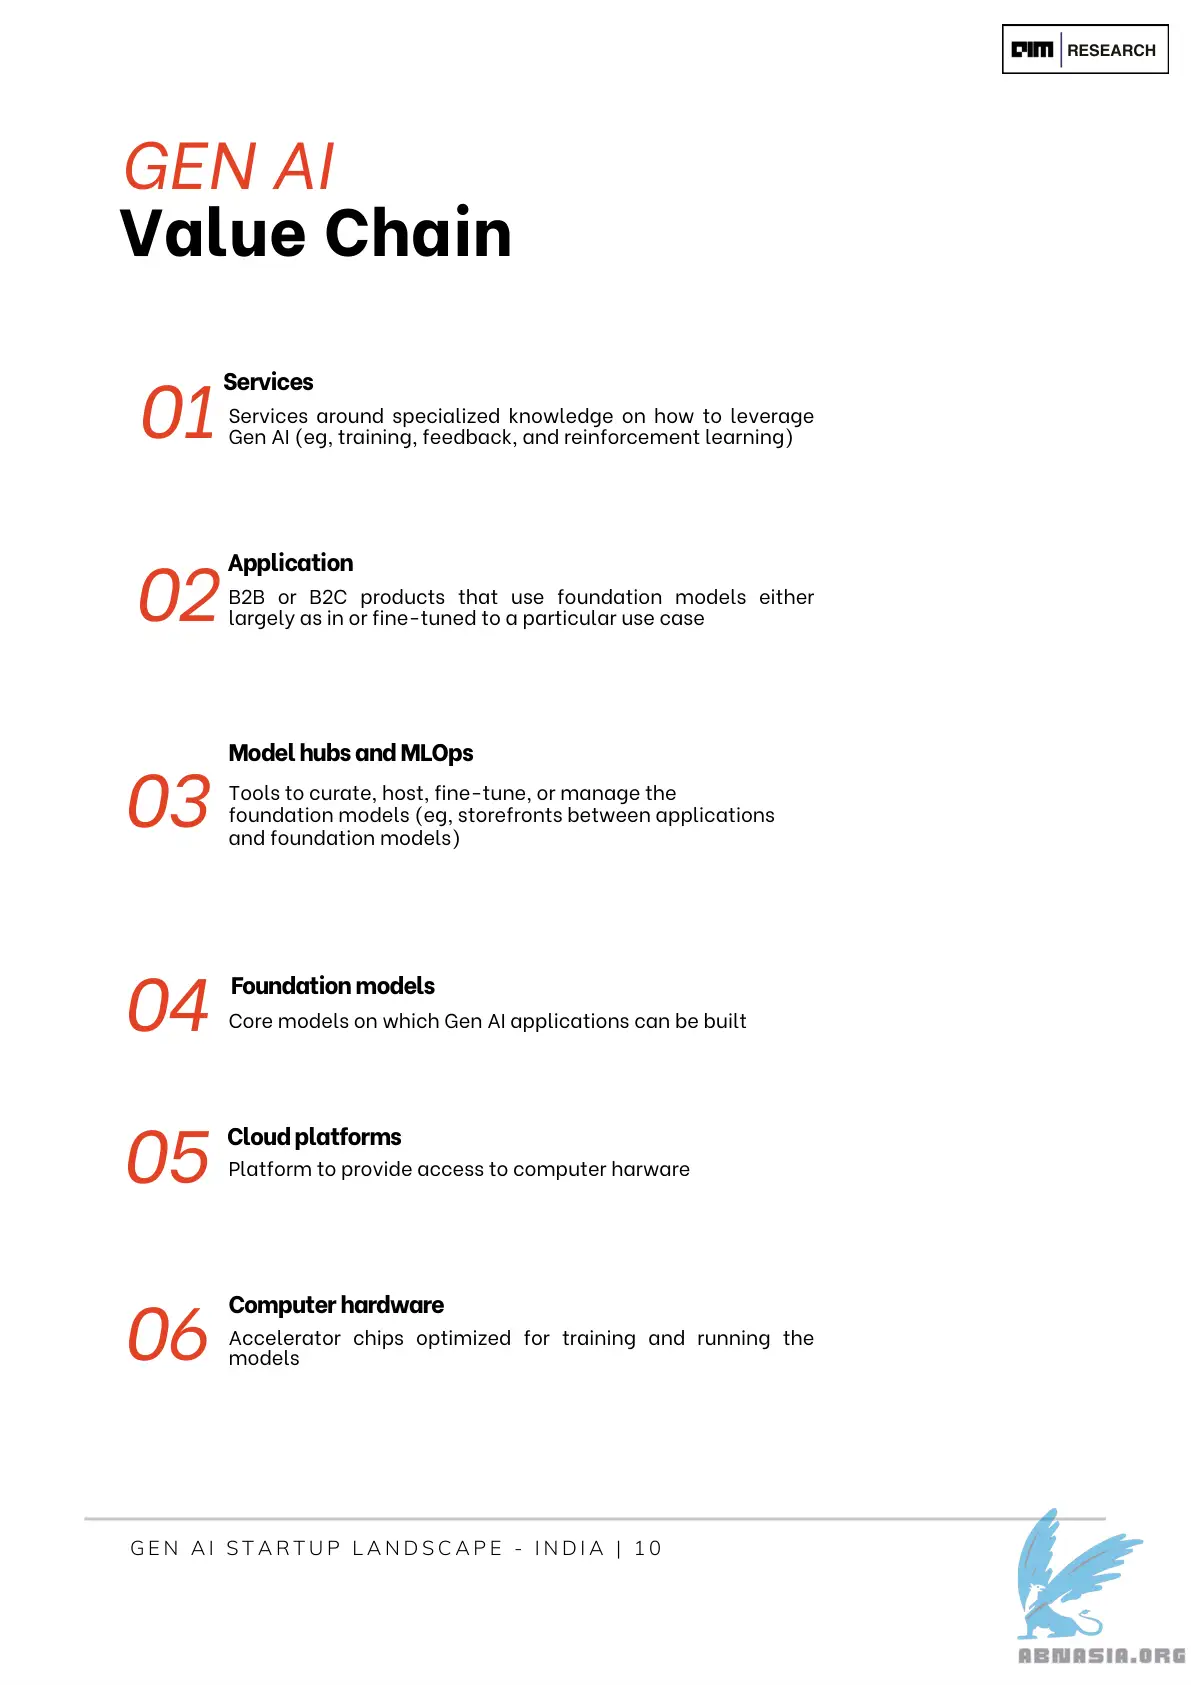 AIM RESEARCH
GEN AI
Value Chain
01
Services
Services around specialized knowledge on how to leverage
Gen AI (eg, training, feedback, and reinforcement learning)
02
Application
B2B or B2C products that use foundation models either
largely as in or fine-tuned to a particular use case
03
Model hubs and MLOps
Tools to curate, host, fine-tune, or manage the
foundation models (eg, storefronts between applications
and foundation models)
04
Foundation models
Core models on which Gen AI applications can be built
05
Cloud platforms
Platform to provide access to computer harware
06
Computer hardware
Accelerator chips optimized for training and running the
models
GEN AI STARTUP LANDSCAPE - INDIA | 10
ABNASIA.ORG